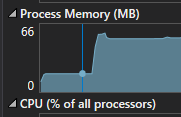 Process Memory (MB)
66
0
CPU (% of all processors)